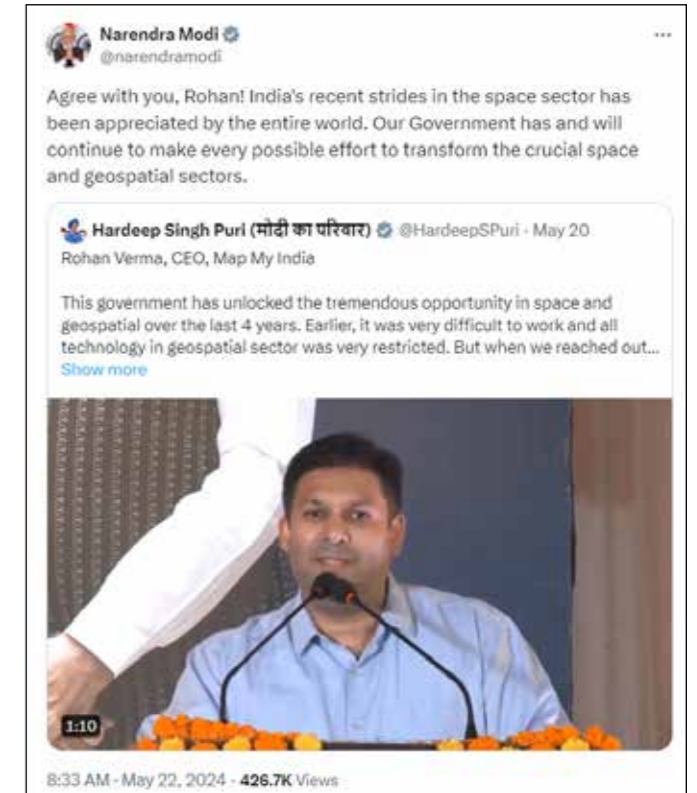 Narendra Modi
@narendramodi
Agree with you, Rohan! India's recent strides in the space sector has
been appreciated by the entire world. Our Government has and will
continue to make every possible effort to transform the crucial space
and geospatial sectors.
Hardeep Singh Puri (मोदी का परिवार) @HardeepSPuri · May 20
Rohan Verma, CEO, Map My India
This government has unlocked the tremendous opportunity in space and
geospatial over the last 4 years. Earlier, it was very difficult to work and all
technology in geospatial sector was very restricted. But when we reached out...
Show more
1:10
8:33 AM · May 22, 2024 · 426.7K Views